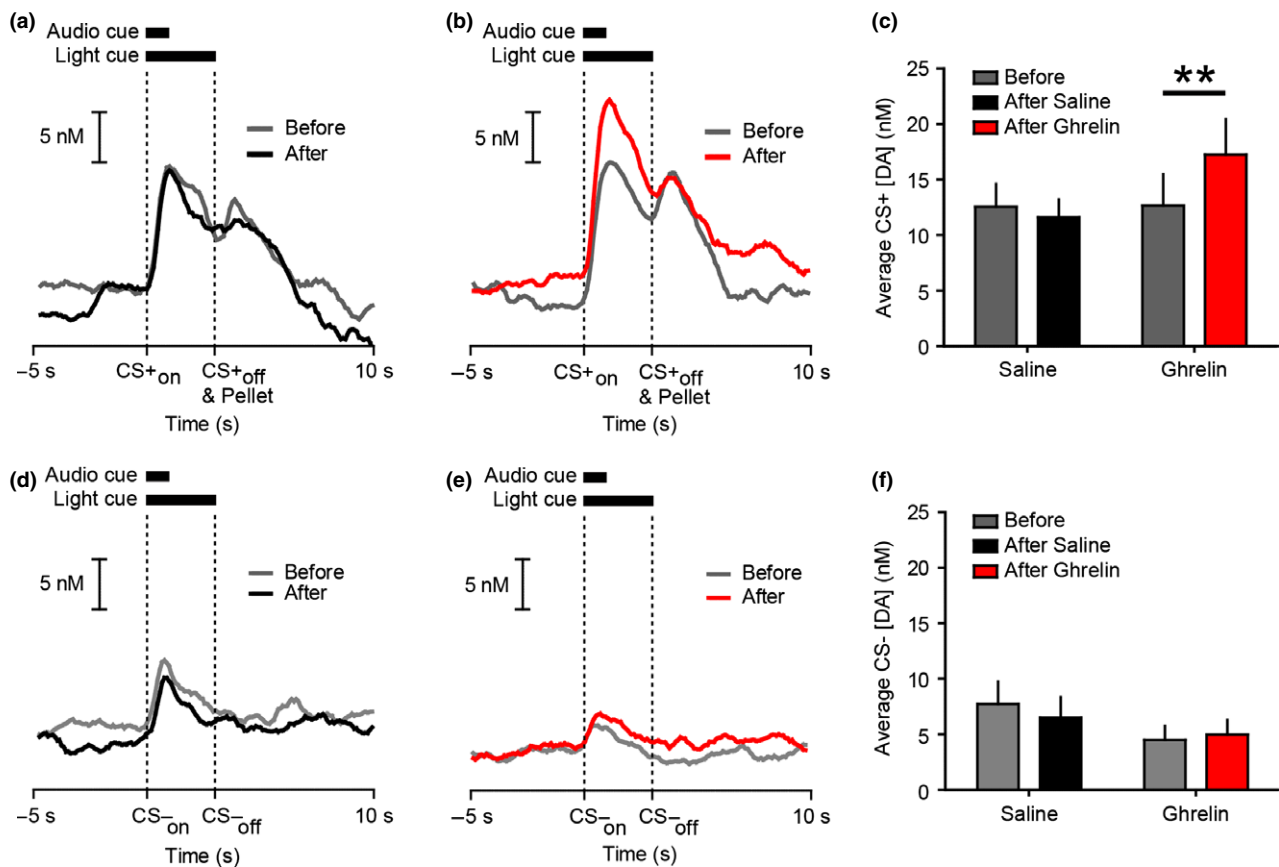 (a)
Audio cue
Light cue
5 nM
Before
After
–5 s
CS+on
CS+off
& Pellet
10 s
Time (s)
(b)
Audio cue
Light cue
5 nM
Before
After
–5 s
CS+on
CS+off
& Pellet
10 s
Time (s)
(c)
Average CS+ [DA] (nM)
25
20
15
10
5
0
Before
After Saline
After Ghrelin
**
Saline
Ghrelin
(d)
Audio cue
Light cue
5 nM
Before
After
–5 s
CS–on
CS–off
10 s
Time (s)
(e)
Audio cue
Light cue
5 nM
Before
After
–5 s
CS–on
CS–off
10 s
Time (s)
(f)
Average CS- [DA] (nM)
25
20
15
10
5
0
Before
After Saline
After Ghrelin
Saline
Ghrelin